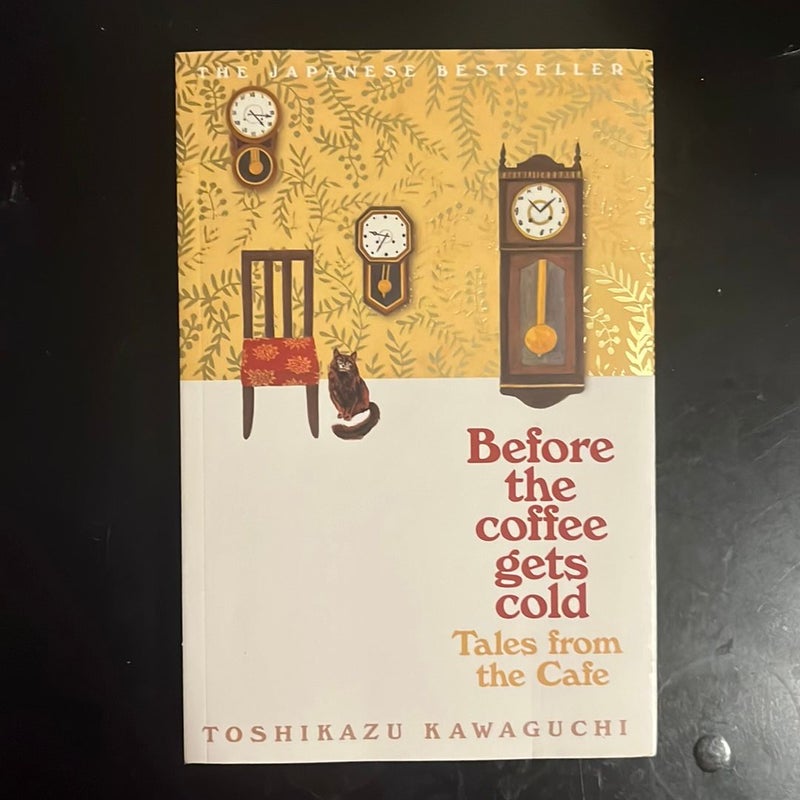 THE JAPANESE BESTSELLER
Before
the
coffee
gets
cold
Tales from
the Cafe
TOSHIKAZU KAWAGUCHI